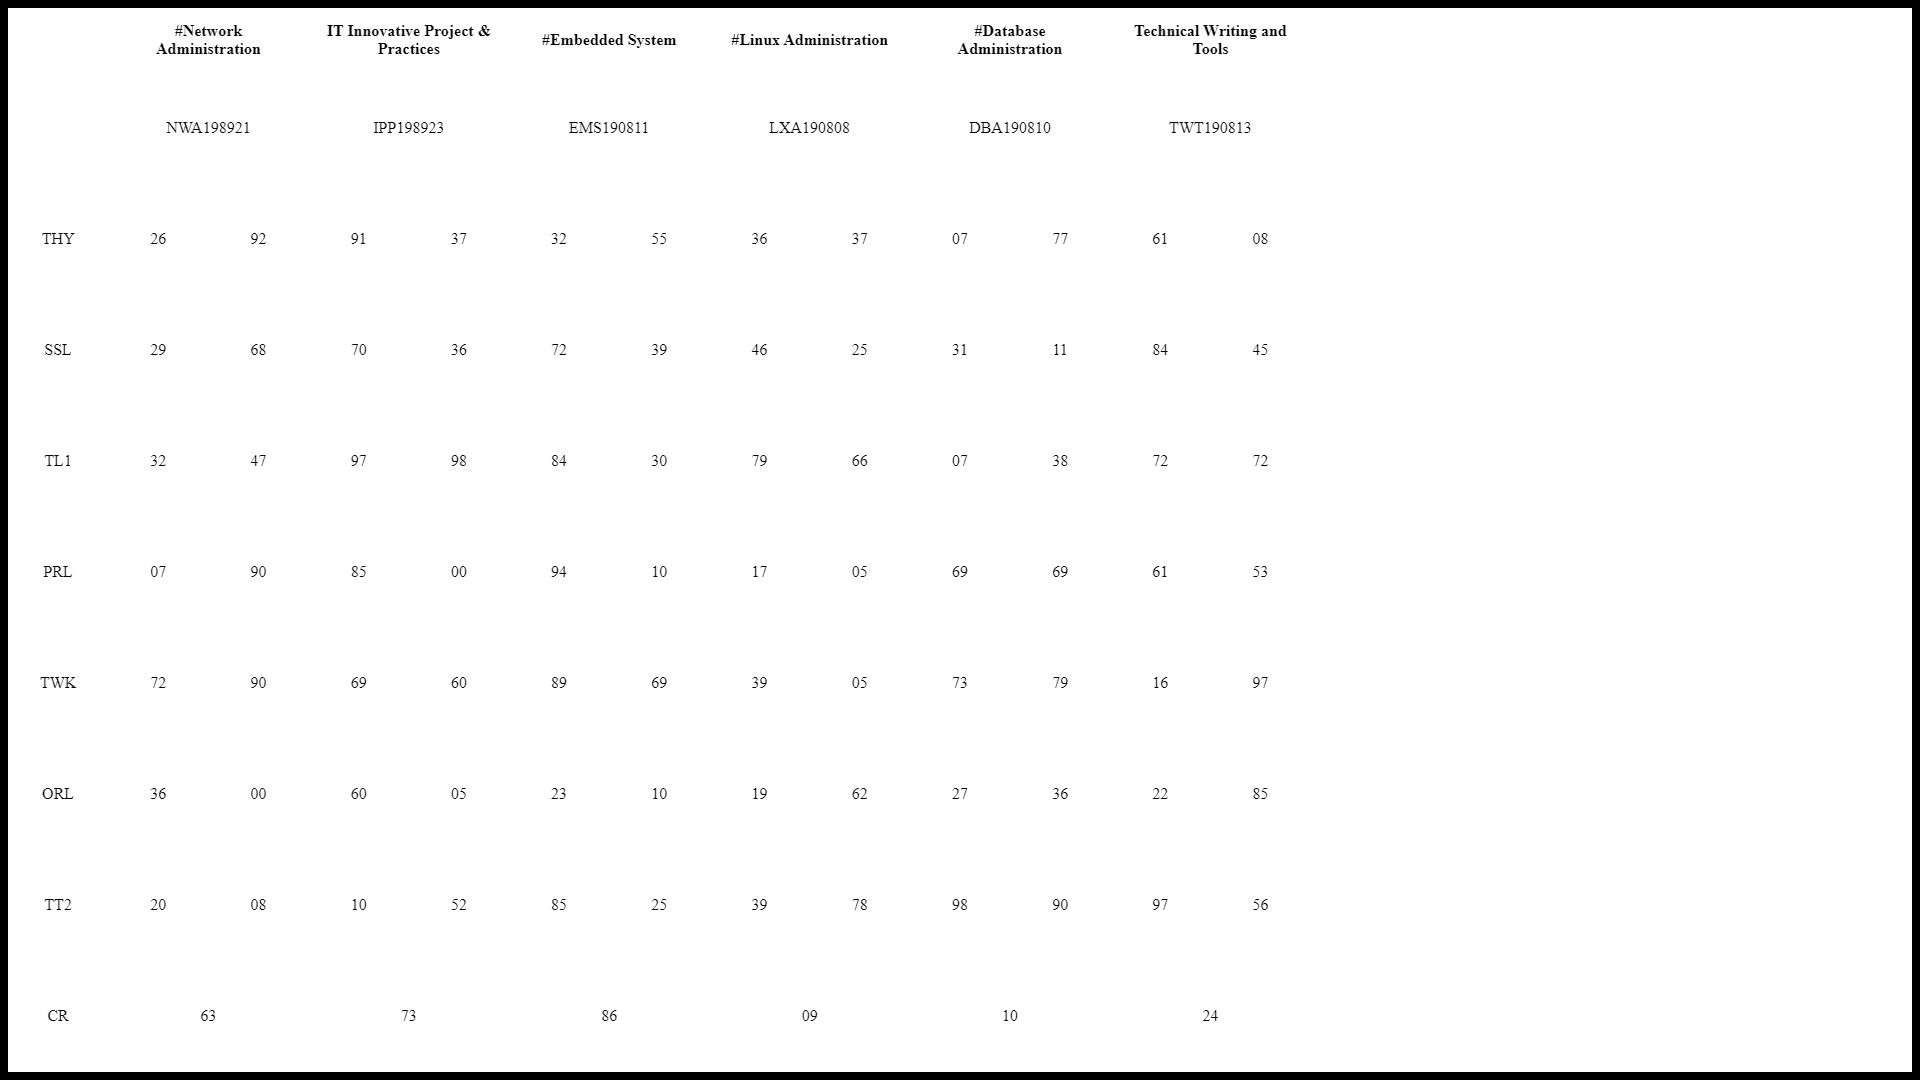 #Network Administration IT Innovative Project & Practices #Embedded System #Linux Administration #Database Administration Technical Writing and Tools
NWA198921 IPP198923 EMS190811 LXA190808 DBA190810 TWT190813
THY 26 92 91 37 32 55 36 37 07 77 61 08
SSL 29 68 70 36 72 39 46 25 31 11 84 45
TL1 32 47 97 98 84 30 79 66 07 38 72 72
PRL 07 90 85 00 94 10 17 05 69 69 61 53
TWK 72 90 69 60 89 69 39 05 73 79 16 97
ORL 36 00 60 05 23 10 19 62 27 36 22 85
TT2 20 08 10 52 85 25 39 78 98 90 97 56
CR 63 73 86 09 10 24